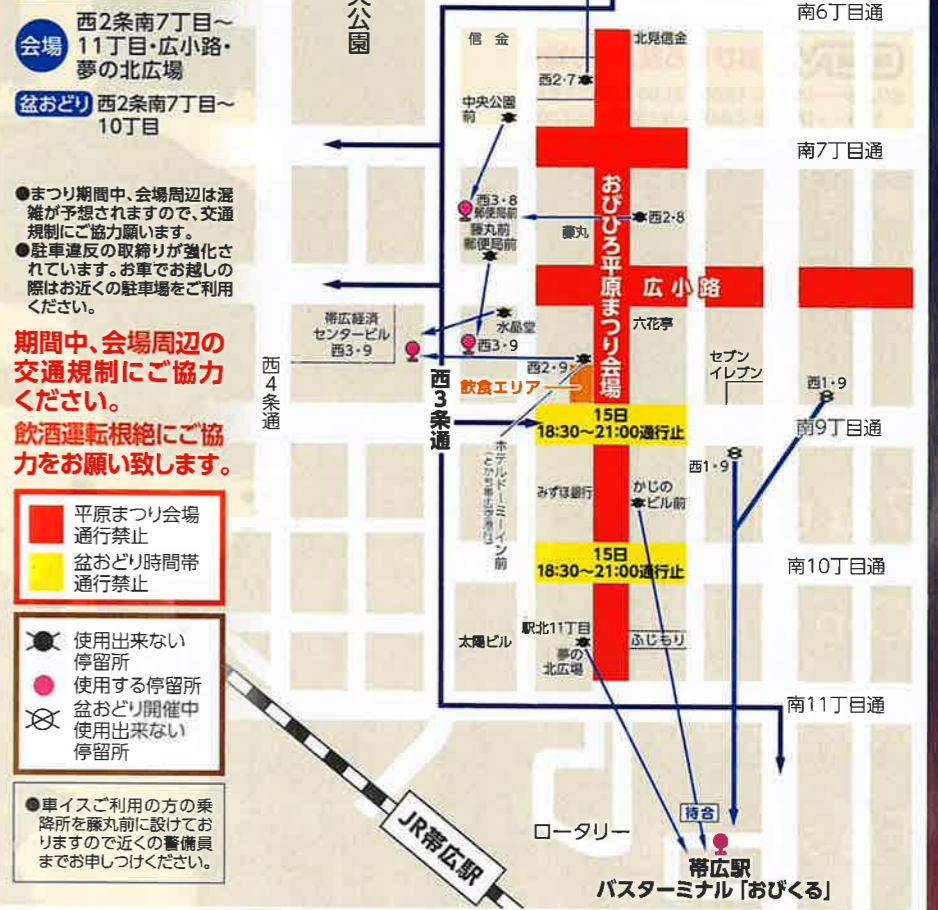 会場
西2条南7丁目～
11丁目・広小路・
夢の北広場
盆おどり
西2条南7丁目～
10丁目
●まつり期間中、会場周辺は混
雑が予想されますので、交通
規制にご協力願います。
●駐車違反の取締りが強化さ
れています。お車でお越しの
際はお近くの駐車場をご利用
ください。
期間中、会場周辺の
交通規制にご協力
ください。
飲酒運転根絶にご協
力をお願い致します。
平原まつり会場
通行禁止
盆おどり時間帯
通行禁止
使用出来ない
停留所
使用する停留所
盆おどり開催中
使用出来ない
停留所
●車イスご利用の方の乗
降所を藤丸前に設けてお
りますので近くの警備員
までお申しつけください。
公園
南6丁目通
信金
北見信金
西2・7
中央公園
前
南7丁目通
西3・8
郵便局前
藤丸前
郵便局前
藤丸
西2・8
おびひろ平原まつり会場
広小路
帯広経済
センタービル
西3・9
水晶堂
西3・9
六花亭
西4条通
西3条通
西2・9
飲食エリア
セブン
イレブン
西1・9
15日
18:30～21:00通行止
南9丁目通
西1・9
ホテルドーミーイン前
(とかち帯広空港行)
みずほ銀行
かじの
ビル前
15日
18:30～21:00通行止
南10丁目通
太陽ビル
駅北11丁目
夢の
北広場
ふじもり
南11丁目通
JR帯広駅
ロータリー
待合
帯広駅
バスターミナル「おびくる」